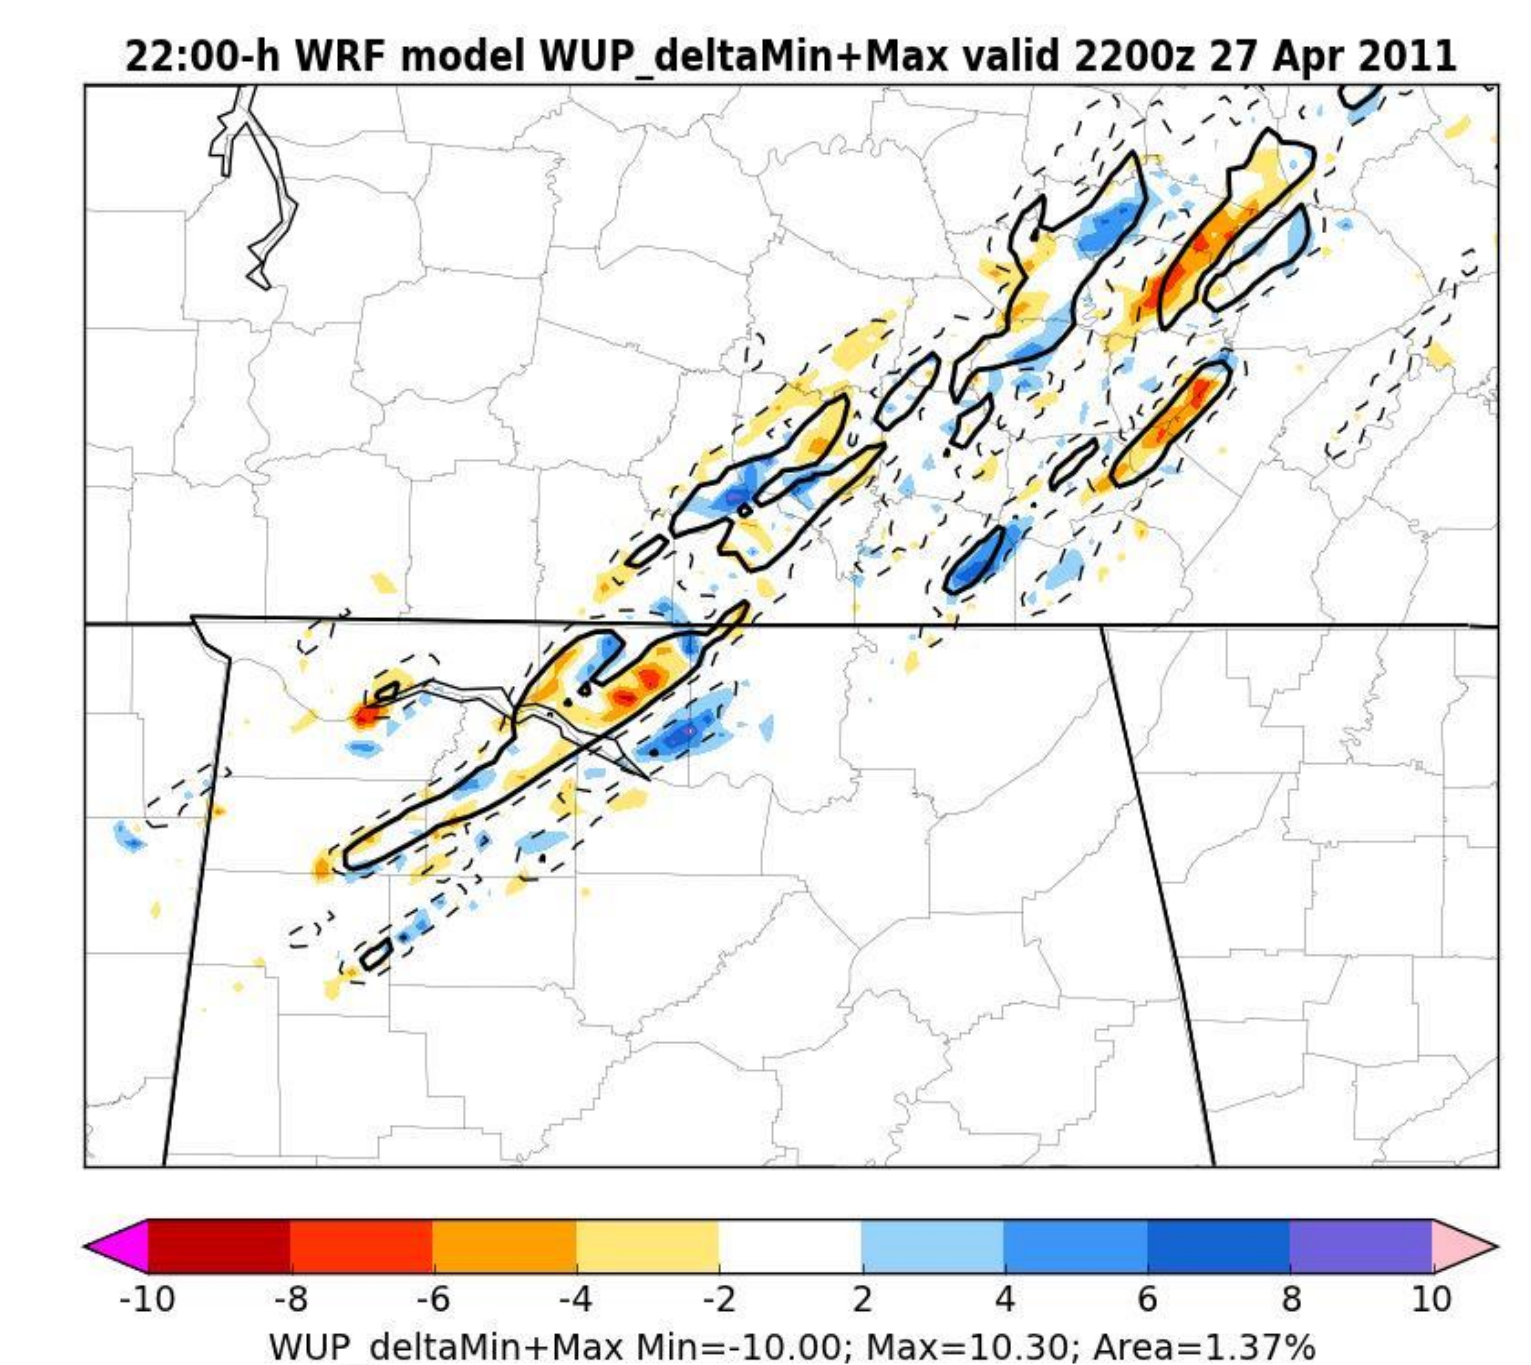 22:00-h WRF model WUP_deltaMin+Max valid 2200z 27 Apr 2011
-10 -8 -6 -4 -2 2 4 6 8 10
WUP_deltaMin+Max Min=-10.00; Max=10.30; Area=1.37%